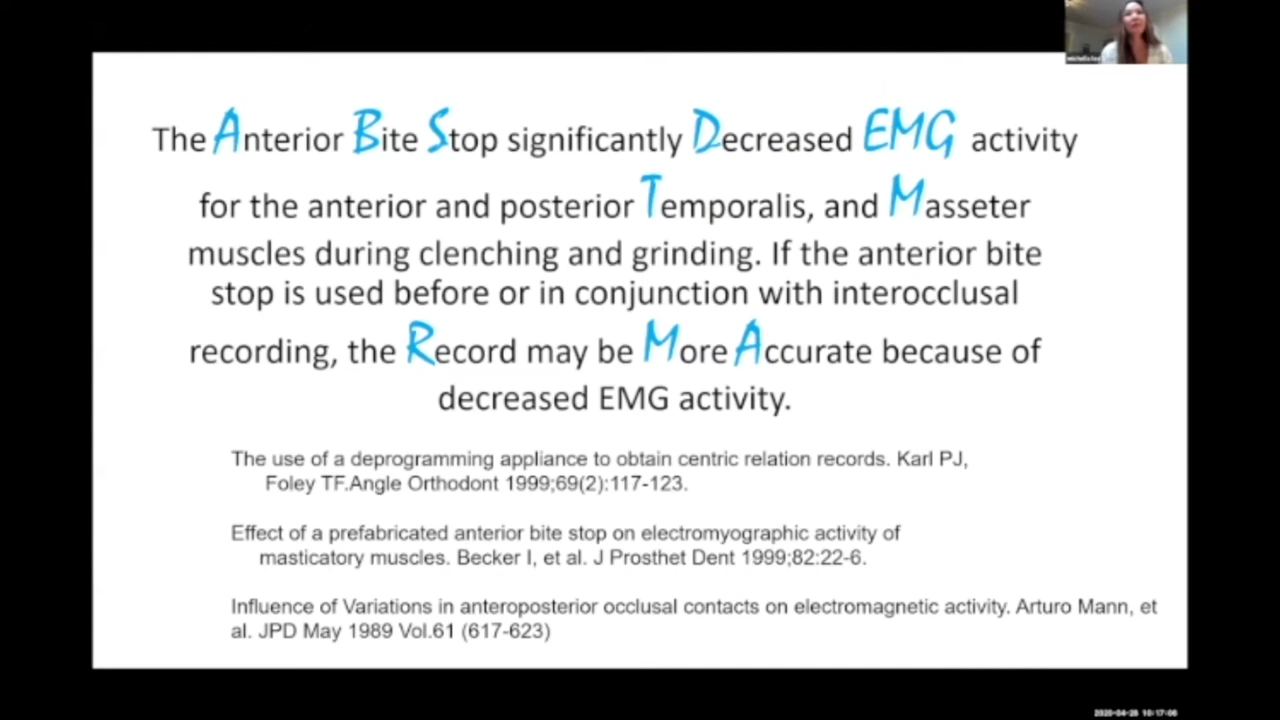 The Anterior Bite Stop significantly Decreased EMG activity
for the anterior and posterior Temporalis, and Masseter
muscles during clenching and grinding. If the anterior bite
stop is used before or in conjunction with interocclusal
recording, the Record may be More Accurate because of
decreased EMG activity.
The use of a deprogramming appliance to obtain centric relation records. Karl PJ,
Foley TF.Angle Orthodont 1999;69(2):117-123.
Effect of a prefabricated anterior bite stop on electromyographic activity of
masticatory muscles. Becker I, et al. J Prosthet Dent 1999;82:22-6.
Influence of Variations in anteroposterior occlusal contacts on electromagnetic activity. Arturo Mann, et
al. JPD May 1989 Vol.61 (617-623)